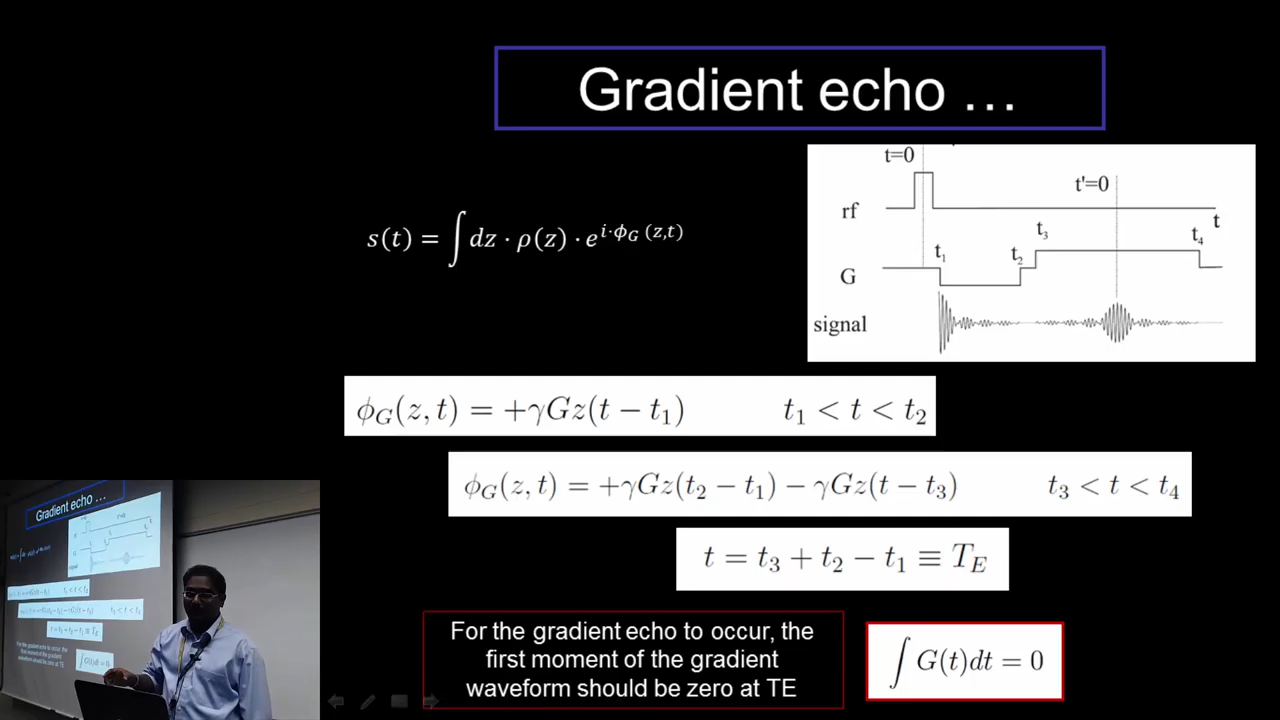 Gradient echo …
s(t) = ∫ dz · ρ(z) · e^{i·ϕ_G (z,t)}
t=0
t'=0
rf
t
t₃
t₁
t₂
t₄
G
signal
ϕ_G(z, t) = +γGz(t − t₁) t₁ < t < t₂
ϕ_G(z, t) = +γGz(t₂ − t₁) − γGz(t − t₃) t₃ < t < t₄
t = t₃ + t₂ − t₁ ≡ T_E
For the gradient echo to occur, the
first moment of the gradient
waveform should be zero at TE
∫ G(t)dt = 0
Gradient echo ...